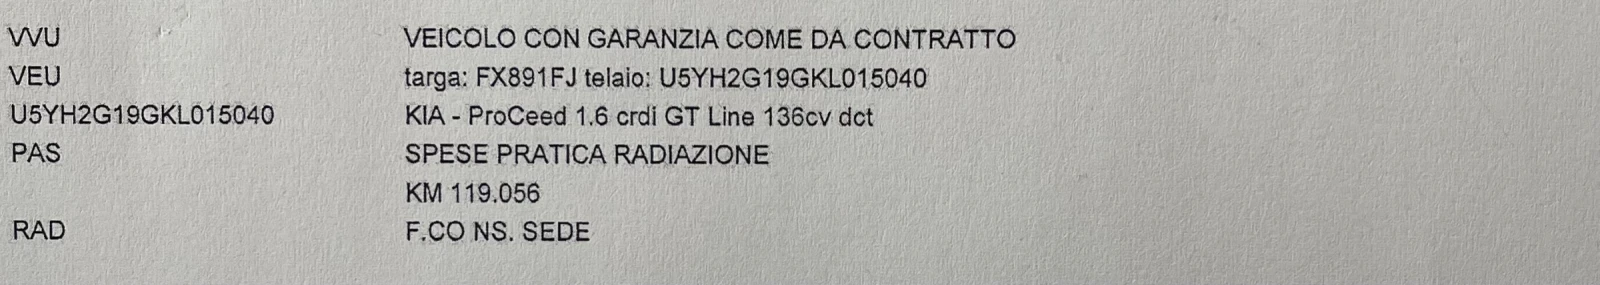 VVU VEICOLO CON GARANZIA COME DA CONTRATTO
VEU targa: FX891FJ telaio: U5YH2G19GKL015040
U5YH2G19GKL015040 KIA - ProCeed 1.6 crdi GT Line 136cv dct
PAS SPESE PRATICA RADIAZIONE
KM 119.056
RAD F.CO NS. SEDE